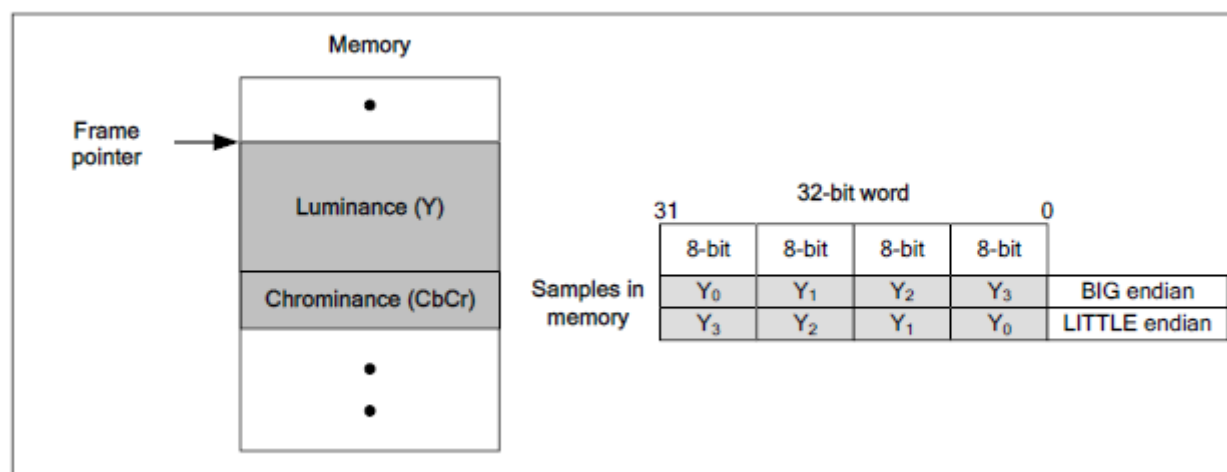 Memory
Frame
pointer
Luminance (Y)
Chrominance (CbCr)
32-bit word
31 0
8-bit 8-bit 8-bit 8-bit
Samples in
memory
Y₀ Y₁ Y₂ Y₃ BIG endian
Y₃ Y₂ Y₁ Y₀ LITTLE endian